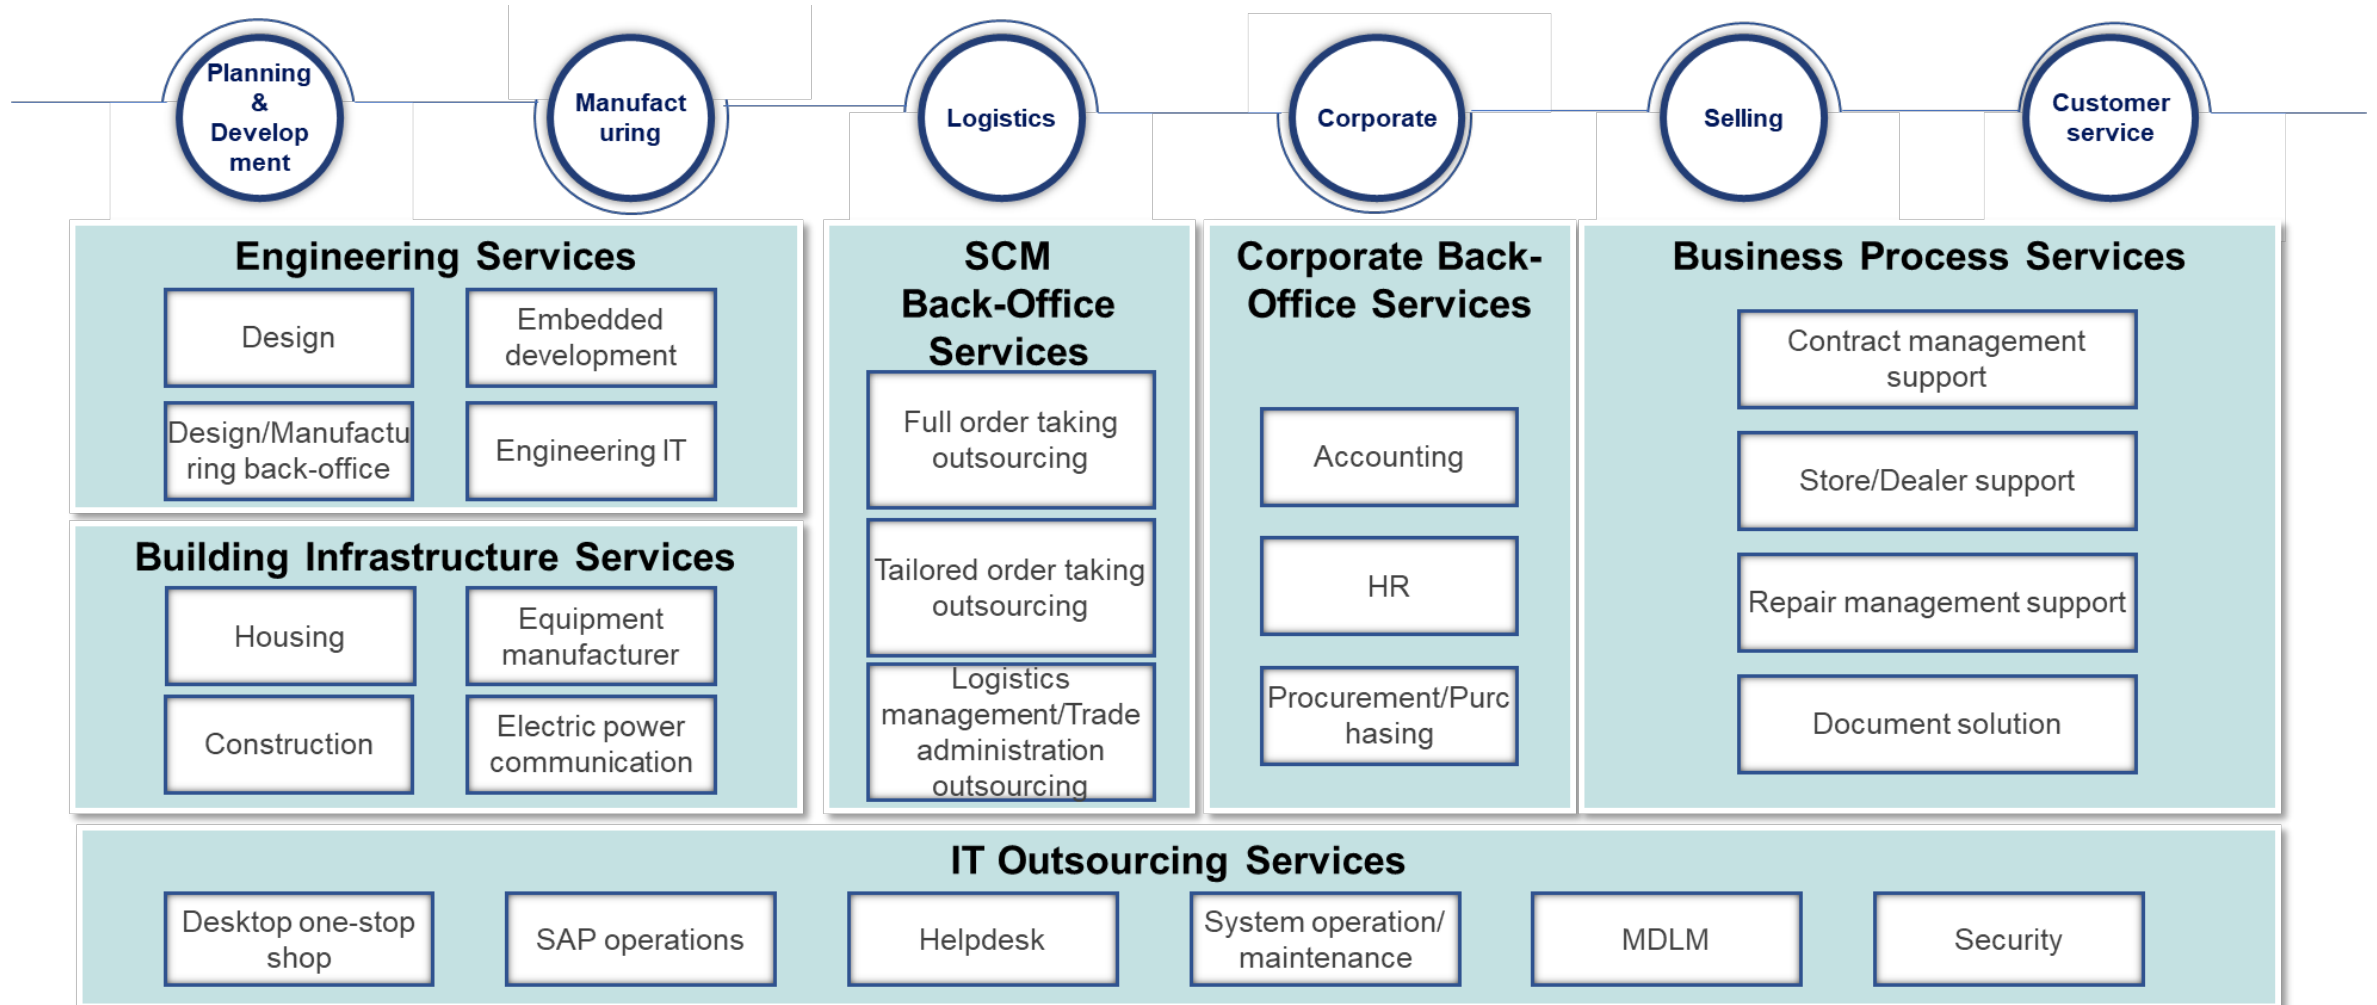 Planning
&
Develop
ment
Manufact
uring
Logistics
Corporate
Selling
Customer
service
Engineering Services
Design
Embedded
development
Design/Manufactu
ring back-office
Engineering IT
Building Infrastructure Services
Housing
Equipment
manufacturer
Construction
Electric power
communication
SCM
Back-Office
Services
Full order taking
outsourcing
Tailored order taking
outsourcing
Logistics
management/Trade
administration
outsourcing
Corporate Back-
Office Services
Accounting
HR
Procurement/Purc
hasing
Business Process Services
Contract management
support
Store/Dealer support
Repair management support
Document solution
IT Outsourcing Services
Desktop one-stop
shop
SAP operations
Helpdesk
System operation/
maintenance
MDLM
Security